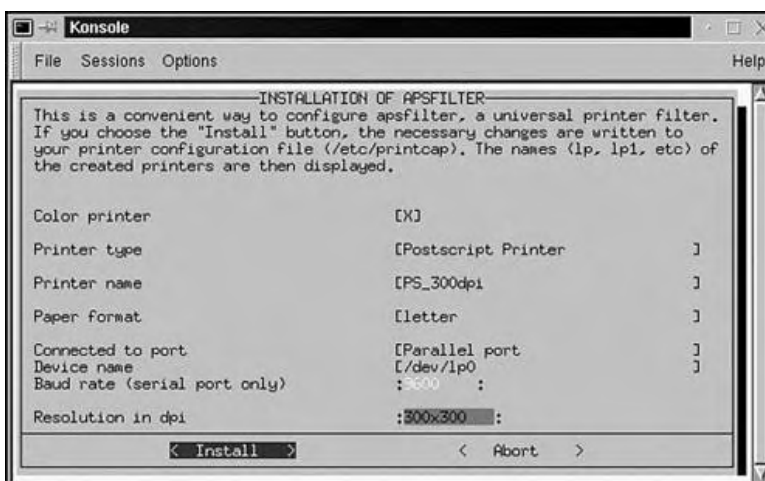 Konsole
File Sessions Options Help
INSTALLATION OF APSFILTER
This is a convenient way to configure apsfilter, a universal printer filter.
If you choose the "Install" button, the necessary changes are written to
your printer configuration file (/etc/printcap). The names (lp, lp1, etc) of
the created printers are then displayed.
Color printer [X]
Printer type [Postscript Printer ]
Printer name [PS_300dpi ]
Paper format [letter ]
Connected to port [Parallel port ]
Device name [/dev/lp0 ]
Baud rate (serial port only) :9600 :
Resolution in dpi :300x300 :
< Install > < Abort >